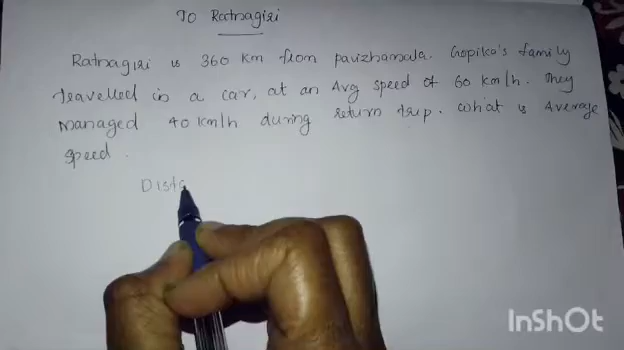 TO Ratnagiri
Ratnagiri is 360 km from pavizhamala. Gopika's family
travelled in a car, at an Avg speed of 60 km/h. They
managed 40 km/h during return trip. What is Average
speed.
Dista
InShOt